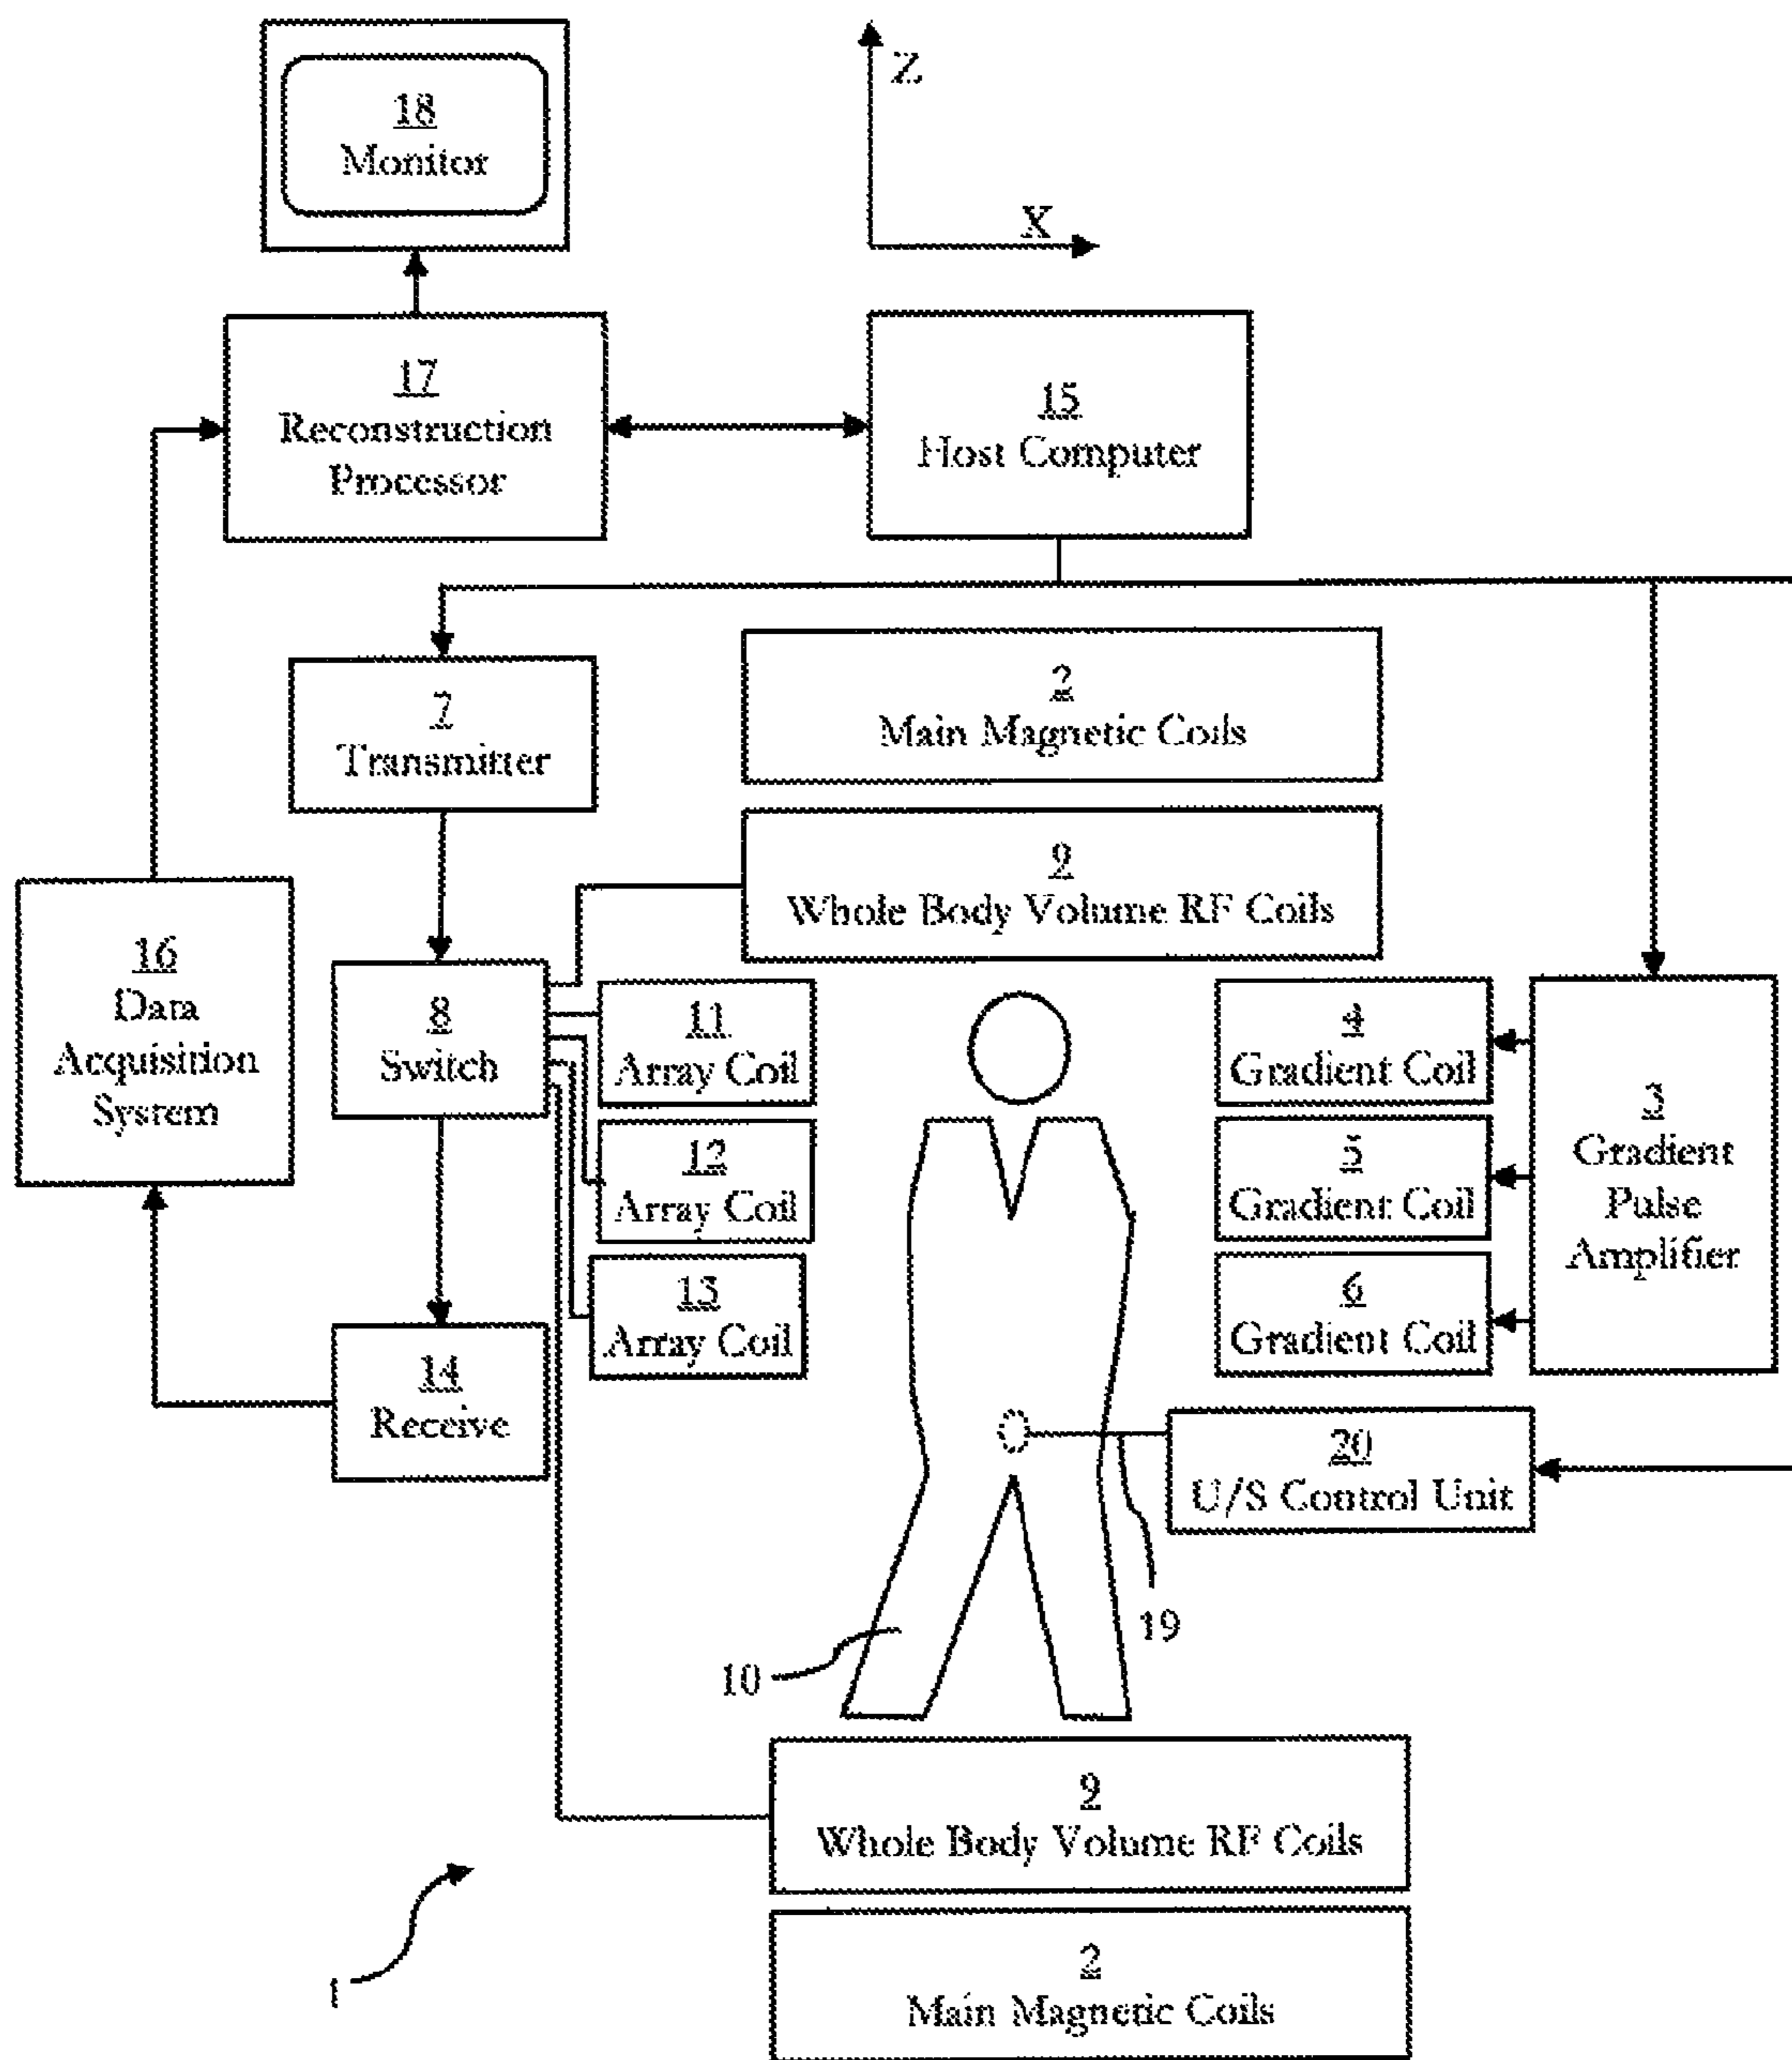 18
Monitor
Z
X
17
Reconstruction
Processor
15
Host Computer
7
Transmitter
2
Main Magnetic Coils
9
Whole Body Volume RF Coils
16
Data
Acquisition
System
8
Switch
11
Array Coil
12
Array Coil
13
Array Coil
4
Gradient Coil
5
Gradient Coil
6
Gradient Coil
3
Gradient
Pulse
Amplifier
14
Receive
20
U/S Control Unit
19
10
9
Whole Body Volume RF Coils
1
2
Main Magnetic Coils